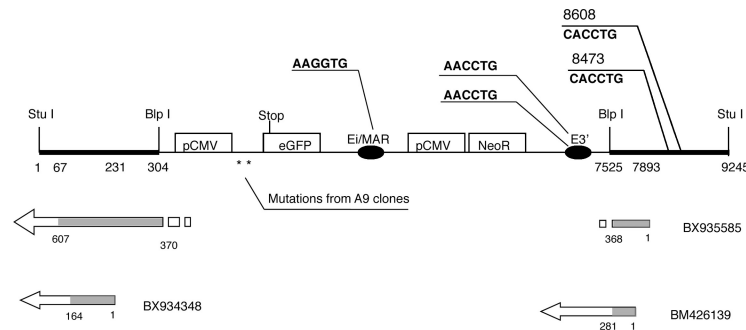 8608
CACCTG
8473
CACCTG
AAGGTG
AACCTG
AACCTG
Stu I
Blp I
Stop
Ei/MAR
E3'
Blp I
Stu I
pCMV
eGFP
pCMV
NeoR
1 67 231 304
* *
7525 7893
9245
Mutations from A9 clones
607
370
368 1
BX935585
164 1
BX934348
281 1
BM426139